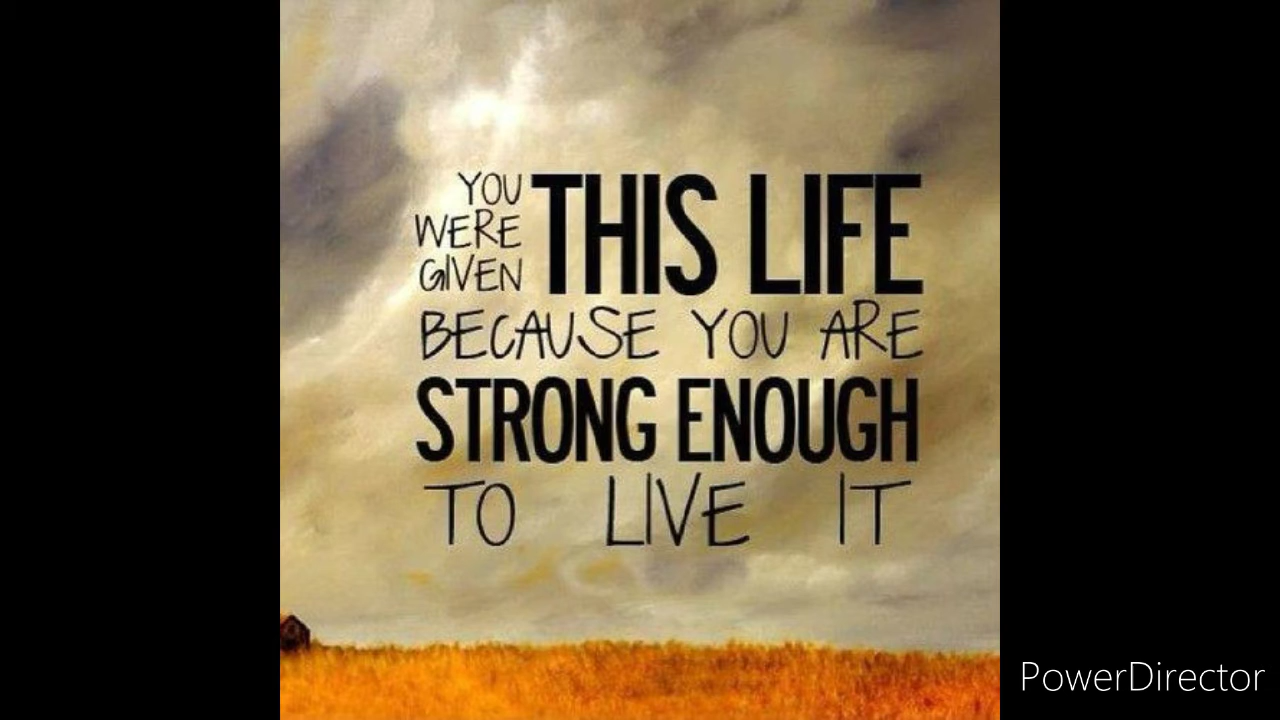 YOU
WERE
GIVEN
THIS LIFE
BECAUSE YOU ARE
STRONG ENOUGH
TO LIVE IT
PowerDirector